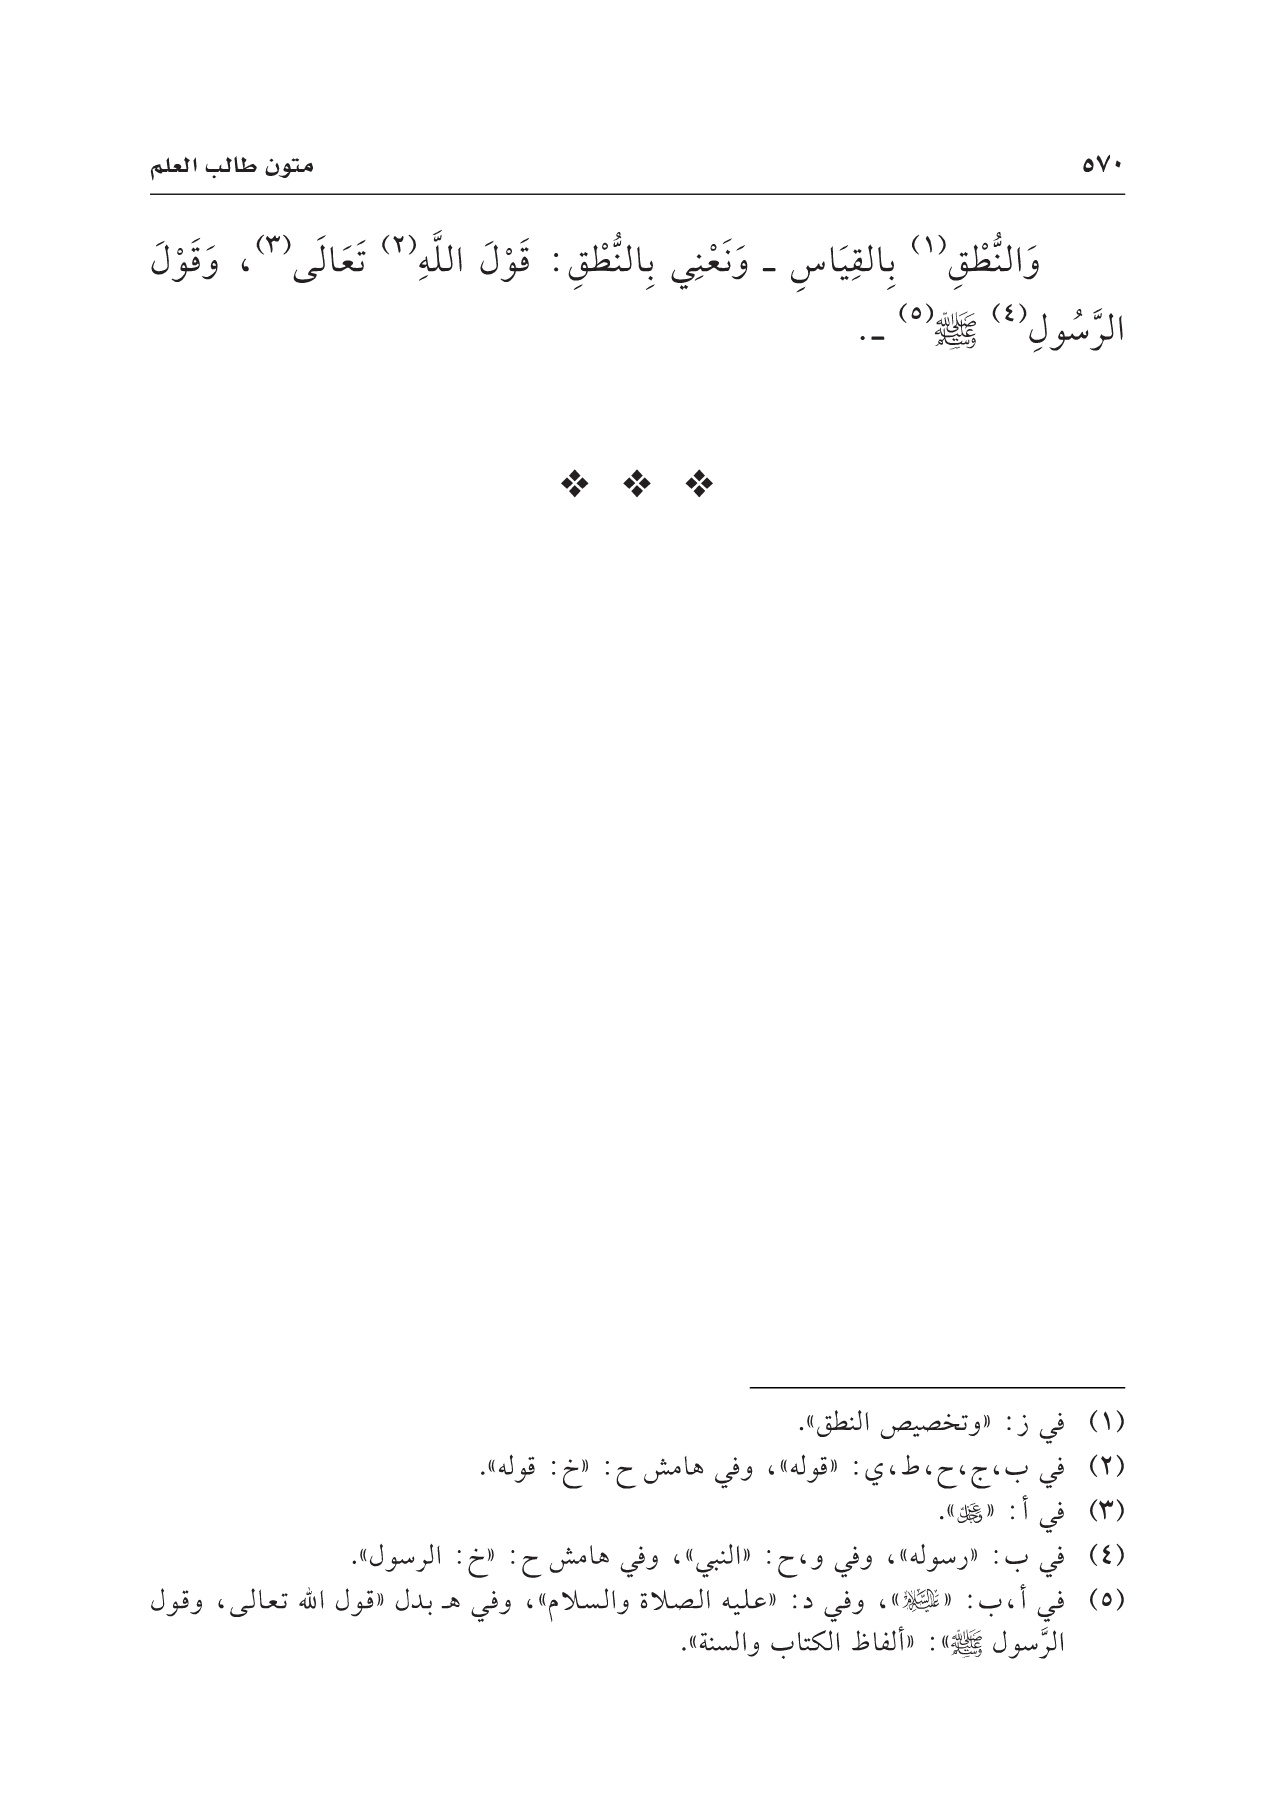 ٥٧٠ متون طالب العلم
وَالنُّطْقِ(١) بِالقِيَاسِ ـ وَنَعْنِي بِالنُّطْقِ: قَوْلَ اللَّهِ(٢) تَعَالَى(٣)، وَقَوْلَ
الرَّسُولِ(٤) ﷺ(٥) ـ.
(١) في ز: «وتخصيص النطق».
(٢) في ب،ج،ح،ط،ي: «قوله»، وفي هامش ح: «خ: قوله».
(٣) في أ: «عزوجل».
(٤) في ب: «رسوله»، وفي و،ح: «النبي»، وفي هامش ح: «خ: الرسول».
(٥) في أ،ب: «عليه السلام»، وفي د: «عليه الصلاة والسلام»، وفي هـ بدل «قول الله تعالى، وقول
الرَّسول ﷺ»: «ألفاظ الكتاب والسنة».